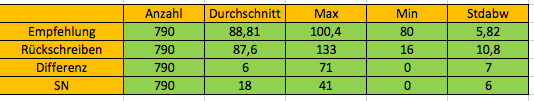 Anzahl Durchschnitt Max Min Stdabw
Empfehlung 790 88,81 100,4 80 5,82
Rückschreiben 790 87,6 133 16 10,8
Differenz 790 6 71 0 7
SN 790 18 41 0 6